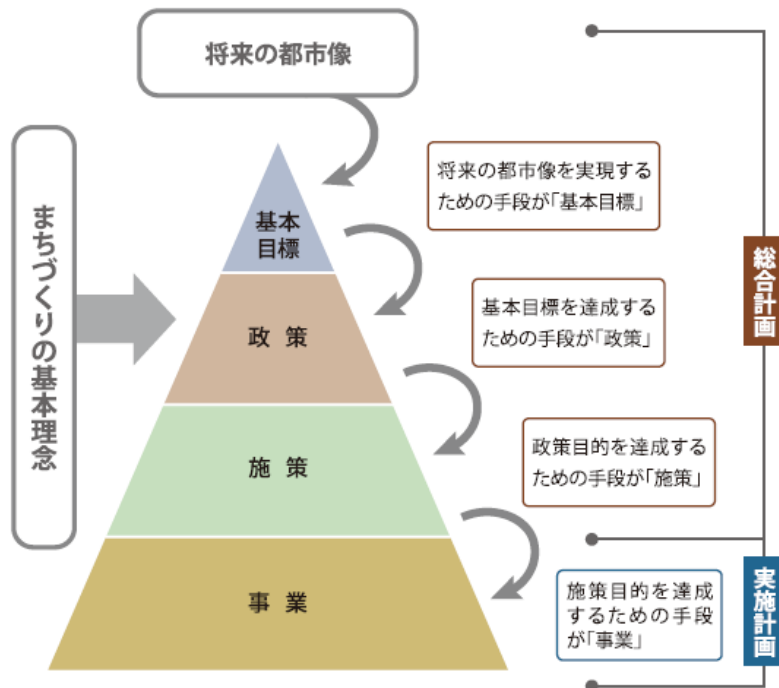 将来の都市像
まちづくりの基本理念
基本
目標
政策
施策
事業
将来の都市像を実現する
ための手段が「基本目標」
基本目標を達成する
ための手段が「政策」
政策目的を達成する
ための手段が「施策」
施策目的を達成
するための手段
が「事業」
総合計画
実施計画